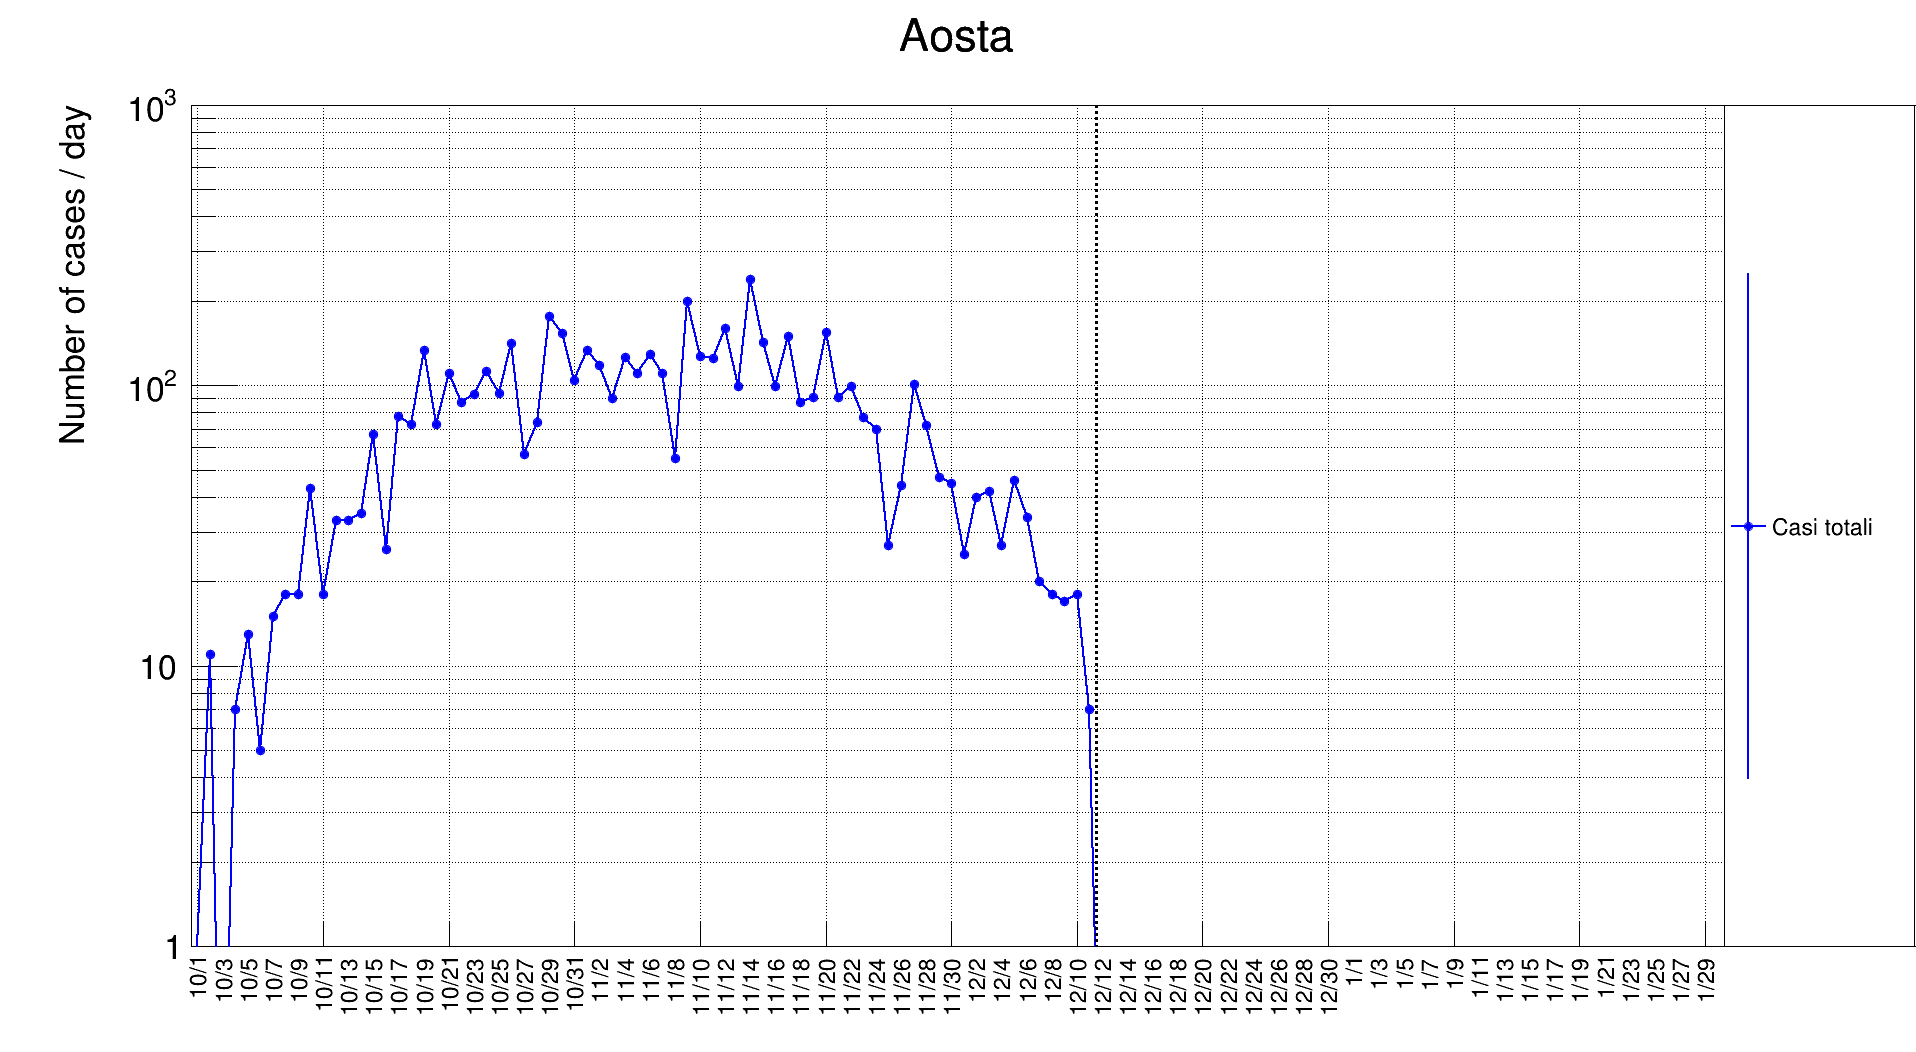 Aosta
Number of cases / day
10³
10²
10
1
10/1 10/3 10/5 10/7 10/9 10/11 10/13 10/15 10/17 10/19 10/21 10/23 10/25 10/27 10/29 10/31 11/2 11/4 11/6 11/8 11/10 11/12 11/14 11/16 11/18 11/20 11/22 11/24 11/26 11/28 11/30 12/2 12/4 12/6 12/8 12/10 12/12 12/14 12/16 12/18 12/20 12/22 12/24 12/26 12/28 12/30 1/1 1/3 1/5 1/7 1/9 1/11 1/13 1/15 1/17 1/19 1/21 1/23 1/25 1/27 1/29
Casi totali